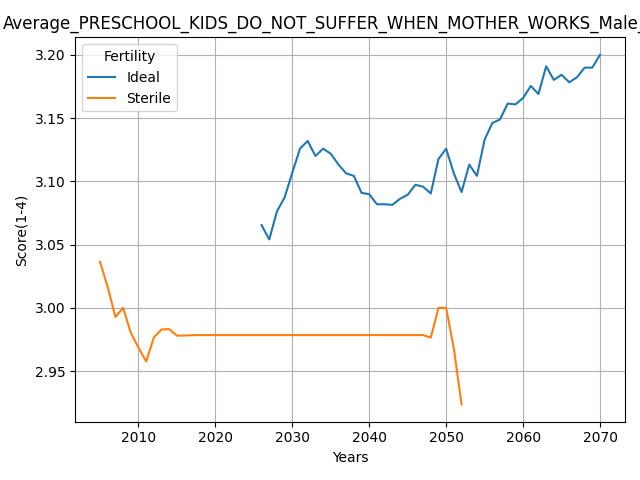 Average_PRESCHOOL_KIDS_DO_NOT_SUFFER_WHEN_MOTHER_WORKS_Male_
Fertility
Ideal
Sterile
Score(1-4)
3.20
3.15
3.10
3.05
3.00
2.95
2010 2020 2030 2040 2050 2060 2070
Years